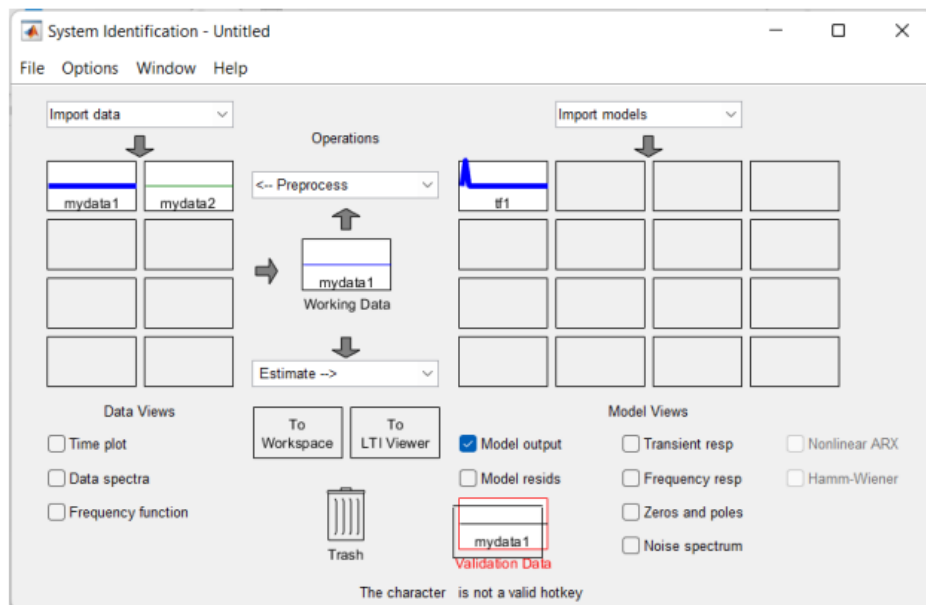 System Identification - Untitled
File Options Window Help
Import data
Import models
Operations
mydata1
mydata2
<-- Preprocess
tf1
mydata1
Working Data
Estimate -->
Data Views
Model Views
To
Workspace
To
LTI Viewer
Time plot
Model output
Transient resp
Nonlinear ARX
Data spectra
Model resids
Frequency resp
Hamm-Wiener
Frequency function
Zeros and poles
mydata1
Noise spectrum
Trash
Validation Data
The character is not a valid hotkey